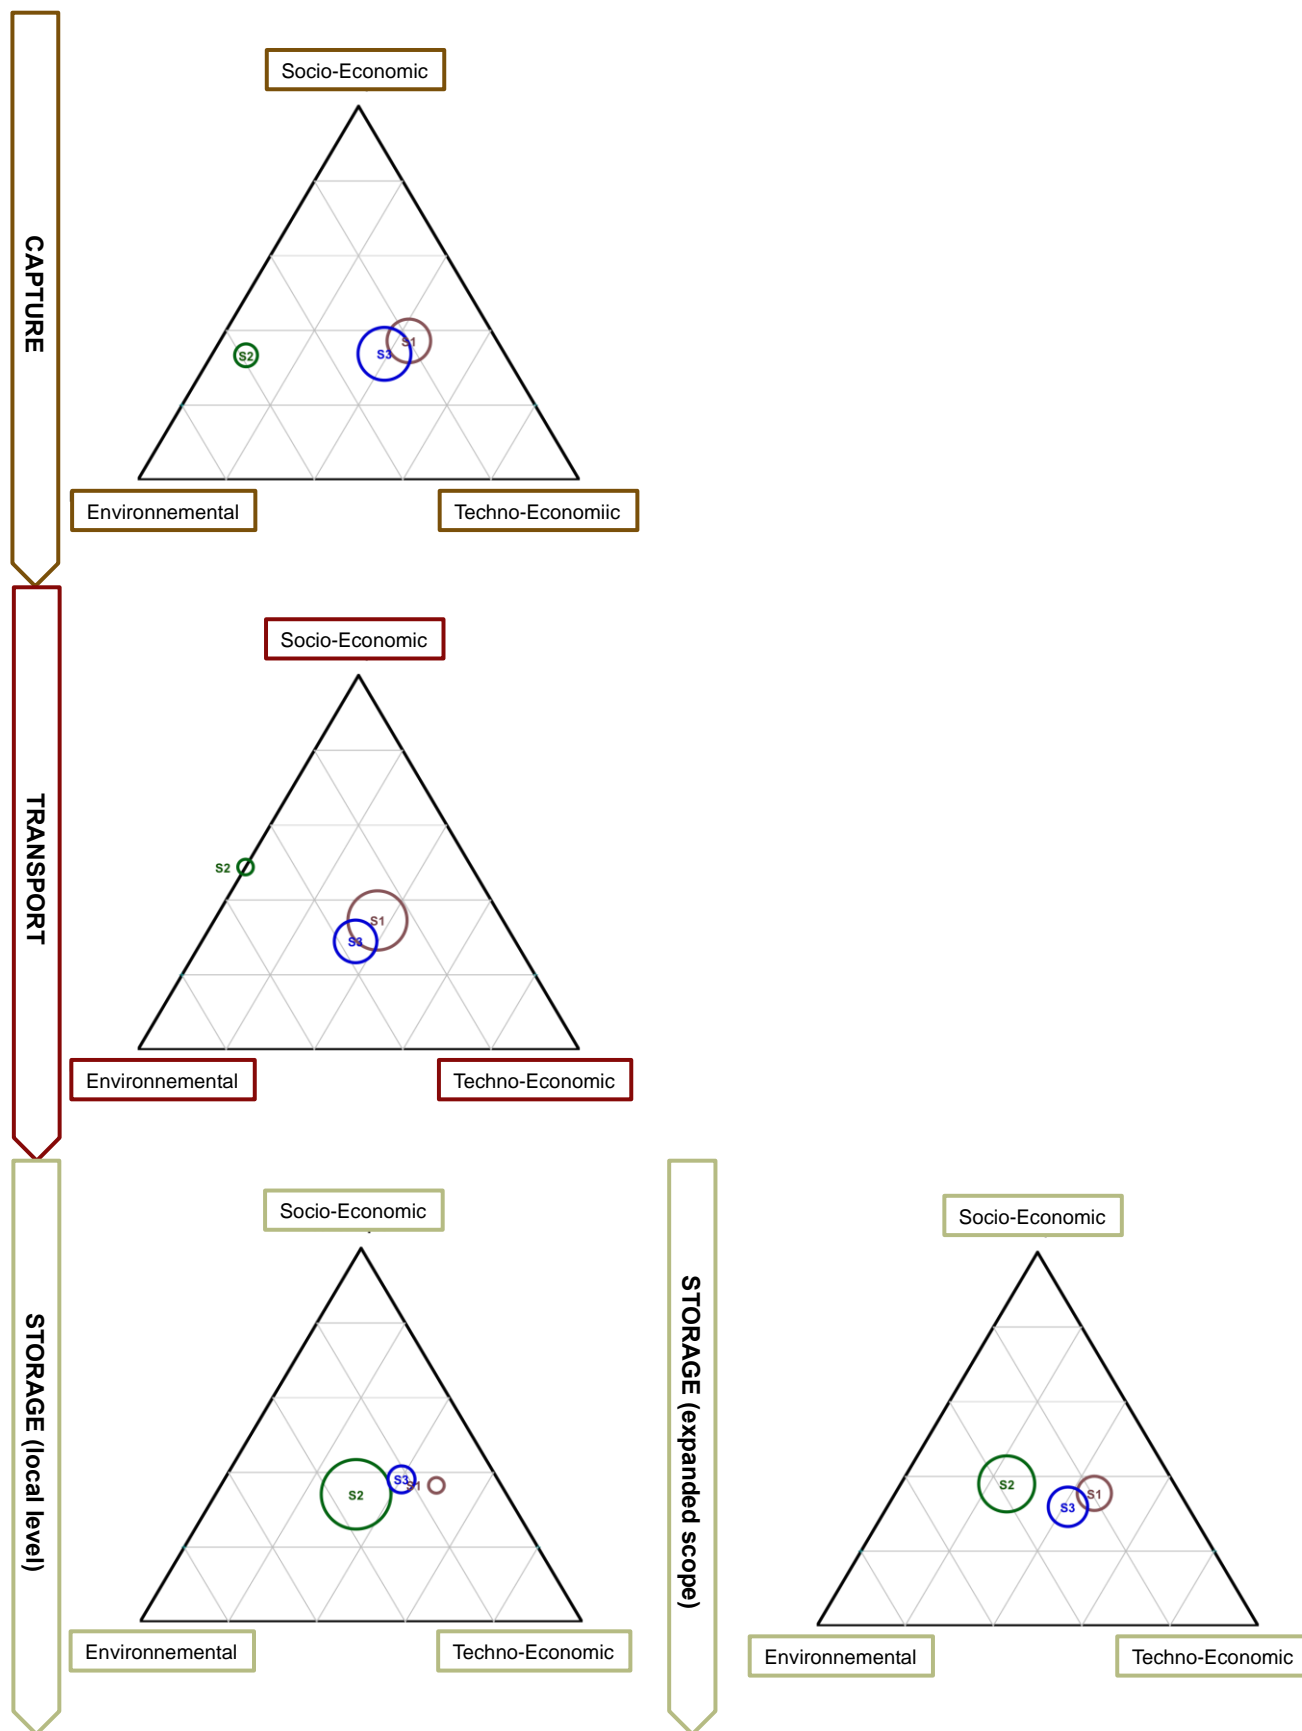 CAPTURE
Socio-Economic
S2
S3
S1
Environnemental
Techno-Economiic
TRANSPORT
Socio-Economic
S2
S1
S3
Environnemental
Techno-Economic
STORAGE (local level)
Socio-Economic
S3
S1
S2
Environnemental
Techno-Economic
STORAGE (expanded scope)
Socio-Economic
S2
S1
S3
Environnemental
Techno-Economic